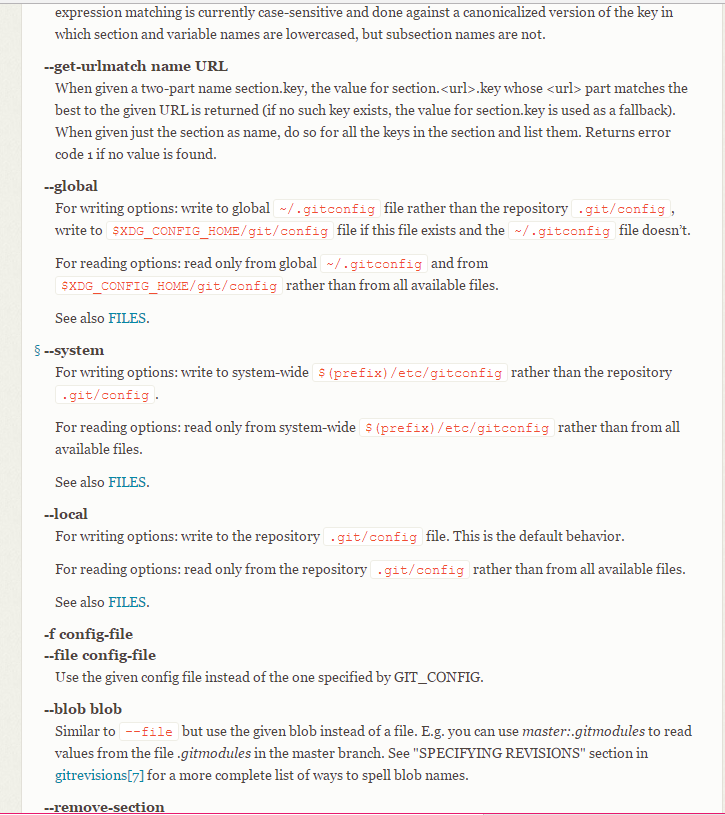 expression matching is currently case-sensitive and done against a canonicalized version of the key in
which section and variable names are lowercased, but subsection names are not.
--get-urlmatch name URL
When given a two-part name section.key, the value for section.<url>.key whose <url> part matches the
best to the given URL is returned (if no such key exists, the value for section.key is used as a fallback).
When given just the section as name, do so for all the keys in the section and list them. Returns error
code 1 if no value is found.
--global
For writing options: write to global ~/.gitconfig file rather than the repository .git/config,
write to $XDG_CONFIG_HOME/git/config file if this file exists and the ~/.gitconfig file doesn't.
For reading options: read only from global ~/.gitconfig and from
$XDG_CONFIG_HOME/git/config rather than from all available files.
See also FILES.
§ --system
For writing options: write to system-wide $(prefix)/etc/gitconfig rather than the repository
.git/config.
For reading options: read only from system-wide $(prefix)/etc/gitconfig rather than from all
available files.
See also FILES.
--local
For writing options: write to the repository .git/config file. This is the default behavior.
For reading options: read only from the repository .git/config rather than from all available files.
See also FILES.
-f config-file
--file config-file
Use the given config file instead of the one specified by GIT_CONFIG.
--blob blob
Similar to --file but use the given blob instead of a file. E.g. you can use master:.gitmodules to read
values from the file .gitmodules in the master branch. See "SPECIFYING REVISIONS" section in
gitrevisions[7] for a more complete list of ways to spell blob names.
--remove-section